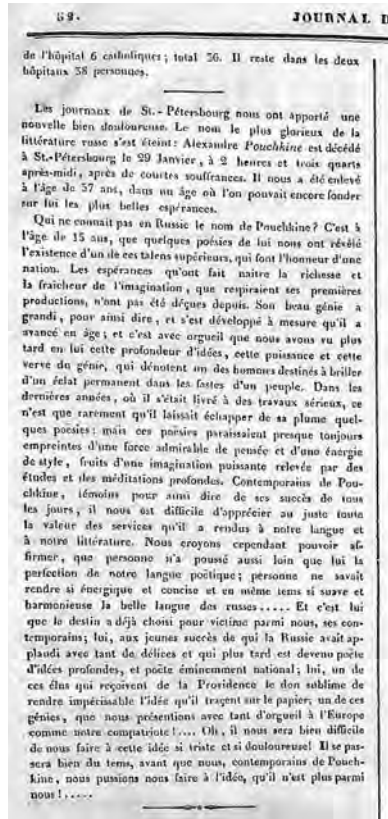 52.
JOURNAL D
de l'hôpital 6 catholiques; total 36. Il reste dans les deux
hôpitaux 38 personnes.
Les journaux de St.-Pétersbourg nous ont apporté une
nouvelle bien douloureuse. Le nom le plus glorieux de la
littérature russe s'est éteint: Alexandre Pouchkine est décédé
à St.-Pétersbourg le 29 Janvier, à 2 heures et trois quarts
après-midi, après de courtes souffrances. Il nous a été enlevé
à l'âge de 37 ans, dans un âge où l'on pouvait encore fonder
sur lui les plus belles espérances.
Qui ne connait pas en Russie le nom de Pouchkine? C'est à
l'âge de 15 ans, que quelques poésies de lui nous ont révélé
l'existence d'un de ces talens supérieurs, qui font l'honneur d'une
nation. Les espérances qu'ont fait naître la richesse et
la fraîcheur de l'imagination, que respiraient ses premières
productions, n'ont pas été déçues depuis. Son beau génie a
grandi, pour ainsi dire, et s'est développé à mesure qu'il a
avancé en âge; et c'est avec orgueil que nous avons vu plus
tard en lui cette profondeur d'idées, cette puissance et cette
verve du génie, qui dénotent un des hommes destinés à briller
d'un éclat permanent dans les fastes d'un peuple. Dans les
dernières années, où il s'était livré à des travaux sérieux, ce
n'est que rarement qu'il laissait échapper de sa plume quel-
ques poésies: mais ces poésies paraissaient presque toujours
empreintes d'une force admirable de pensée et d'une énergie
de style, fruits d'une imagination puissante relevée par des
études et des méditations profondes. Contemporains de Pou-
chkine, témoins pour ainsi dire de ses succès de tous
les jours, il nous est difficile d'apprécier au juste toute
la valeur des services qu'il a rendus à notre langue et
à notre littérature. Nous croyons cependant pouvoir af-
firmer, que personne n'a poussé aussi loin que lui la
perfection de notre langue poëtique; personne ne savait
rendre si énergique et concise et en même tems si suave et
harmonieuse la belle langue des russes..... Et c'est lui
que le destin a déjà choisi pour victime parmi nous, ses con-
temporains; lui, aux jeunes succès de qui la Russie avait ap-
plaudi avec tant de délices et qui plus tard est devenu poëte
d'idées profondes, et poëte éminemment national; lui, un de
ces élus qui reçoivent de la Providence le don sublime de
rendre impérissable l'idée qu'il traçent sur le papier, un de ces
génies, que nous présentions avec tant d'orgueil à l'Europe
comme notre compatriote!.... Oh, il nous sera bien difficile
de nous faire à cette idée si triste et si douloureuse! Il se pas-
sera bien du tems, avant que nous, contemporains de Pouch-
kine, nous pussions nous faire à l'idée, qu'il n'est plus parmi
nous!.....